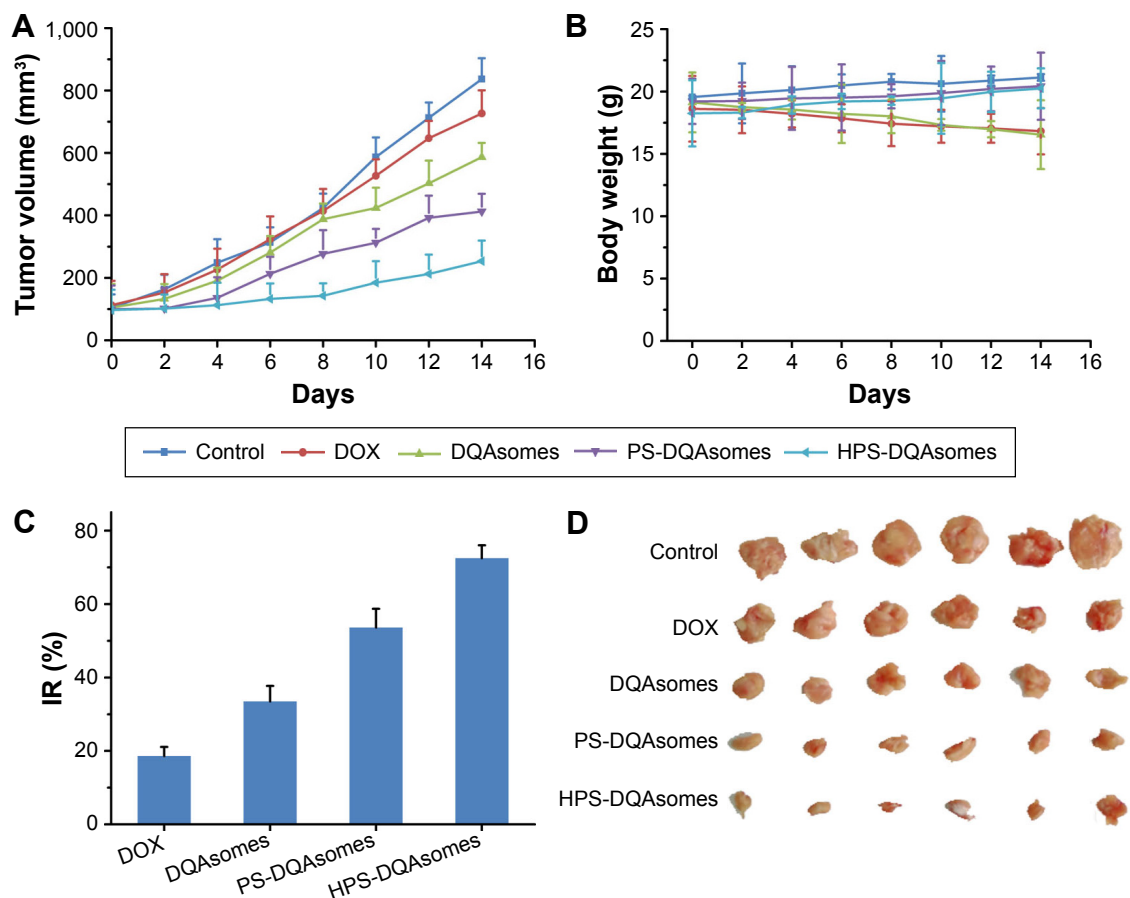 A
Tumor volume (mm³)
1,000
800
600
400
200
0
0 2 4 6 8 10 12 14 16
Days
B
Body weight (g)
25
20
15
10
5
0
0 2 4 6 8 10 12 14 16
Days
Control DOX DQAsomes PS-DQAsomes HPS-DQAsomes
C
IR (%)
80
60
40
20
0
DOX
DQAsomes
PS-DQAsomes
HPS-DQAsomes
D
Control
DOX
DQAsomes
PS-DQAsomes
HPS-DQAsomes